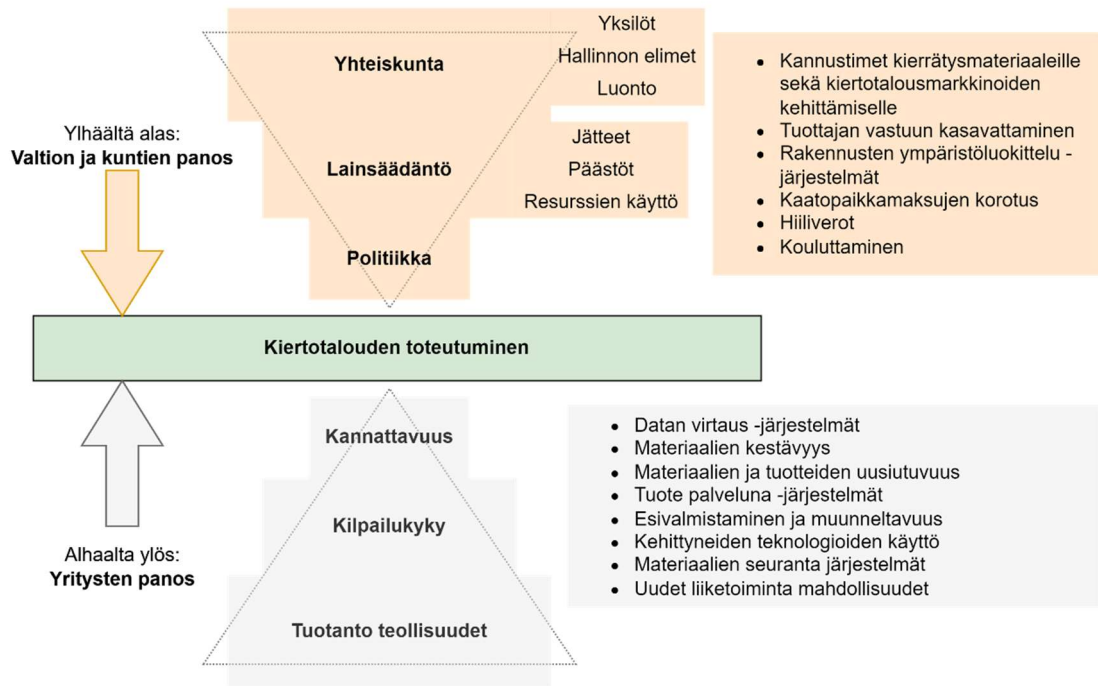 Yksilöt
Hallinnon elimet
Luonto
Yhteiskunta
Jätteet
Päästöt
Resurssien käyttö
Lainsäädäntö
Politiikka
Ylhäältä alas:
Valtion ja kuntien panos
• Kannustimet kierrätysmateriaaleille
sekä kiertotalousmarkkinoiden
kehittämiselle
• Tuottajan vastuun kasavattaminen
• Rakennusten ympäristöluokittelu -
järjestelmät
• Kaatopaikkamaksujen korotus
• Hiiliverot
• Kouluttaminen
Kiertotalouden toteutuminen
Kannattavuus
Kilpailukyky
Tuotanto teollisuudet
Alhaalta ylös:
Yritysten panos
• Datan virtaus -järjestelmät
• Materiaalien kestävyys
• Materiaalien ja tuotteiden uusiutuvuus
• Tuote palveluna -järjestelmät
• Esivalmistaminen ja muunneltavuus
• Kehittyneiden teknologioiden käyttö
• Materiaalien seuranta järjestelmät
• Uudet liiketoiminta mahdollisuudet